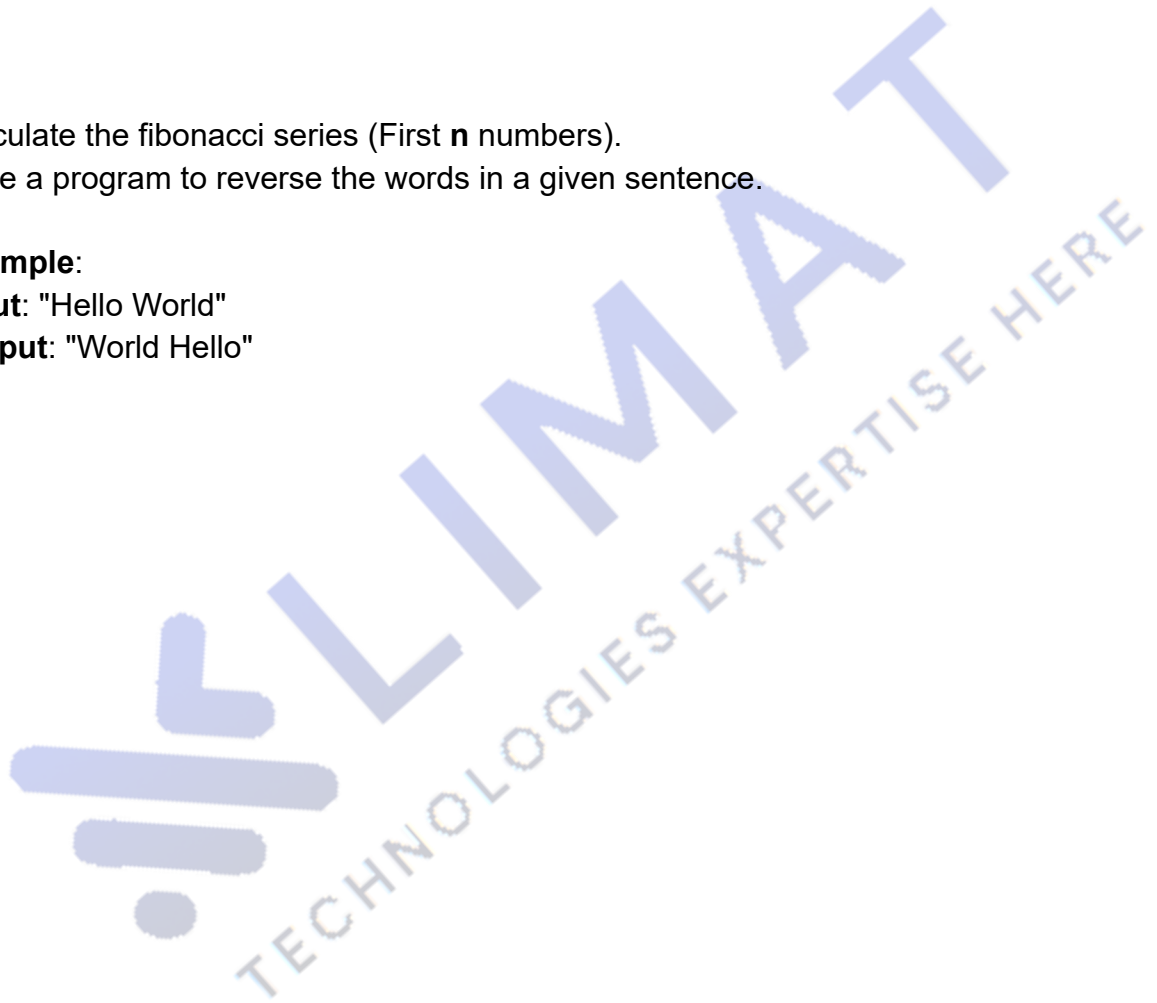 culate the fibonacci series (First n numbers).
e a program to reverse the words in a given sentence.
mple:
ut: "Hello World"
put: "World Hello"
LIMAT
TECHNOLOGIES EXPERTISE HERE